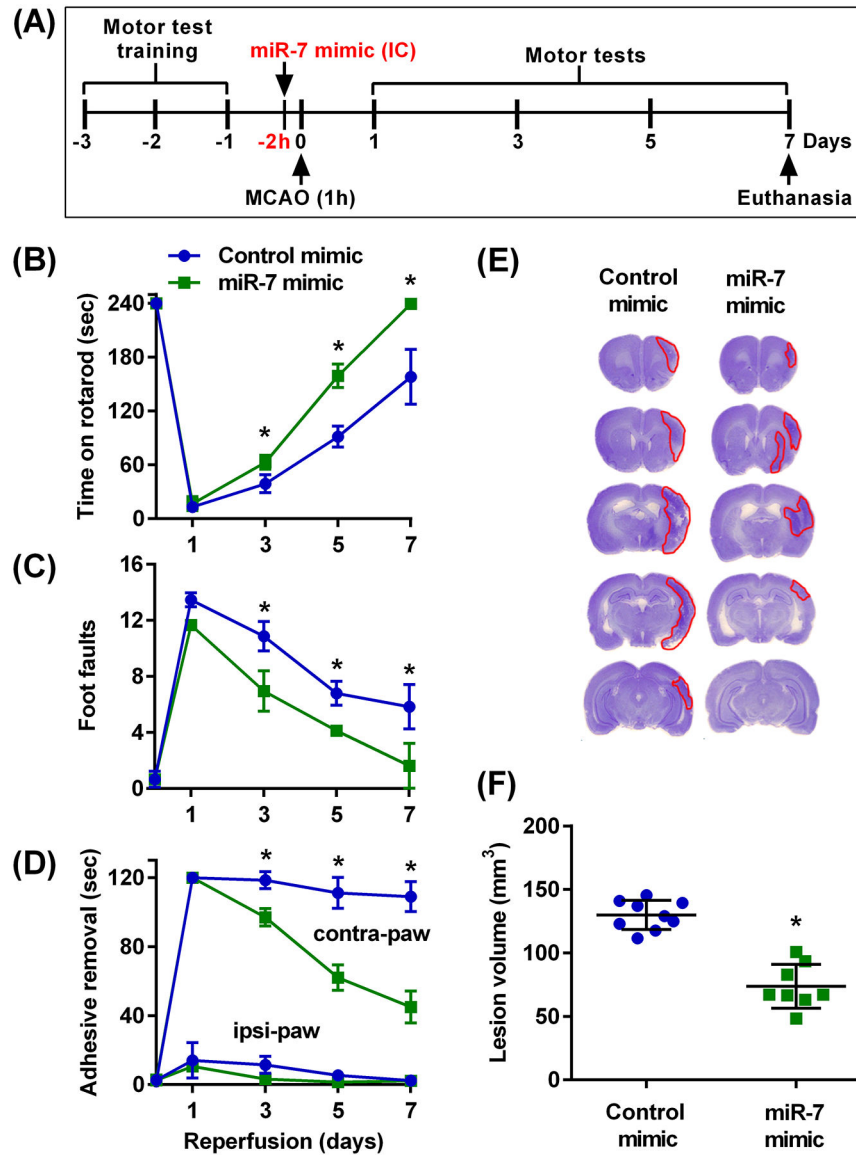 (A)
Motor test
training
miR-7 mimic (IC)
Motor tests
-3 -2 -1 -2h 0 1 3 5 7 Days
MCAO (1h)
Euthanasia
(B)
Control mimic
miR-7 mimic
Time on rotarod (sec)
240
180
120
60
0
* * *
1 3 5 7
(C)
Foot faults
16
12
8
4
0
* * *
1 3 5 7
(D)
Adhesive removal (sec)
120
80
40
0
* * *
contra-paw
ipsi-paw
1 3 5 7
Reperfusion (days)
(E)
Control
mimic
miR-7
mimic
(F)
Lesion volume (mm³)
200
150
100
50
0
*
Control
mimic
miR-7
mimic